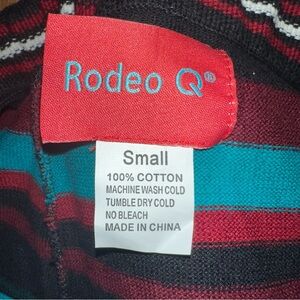 Rodeo Q®
Small
100% COTTON
MACHINE WASH COLD
TUMBLE DRY COLD
NO BLEACH
MADE IN CHINA